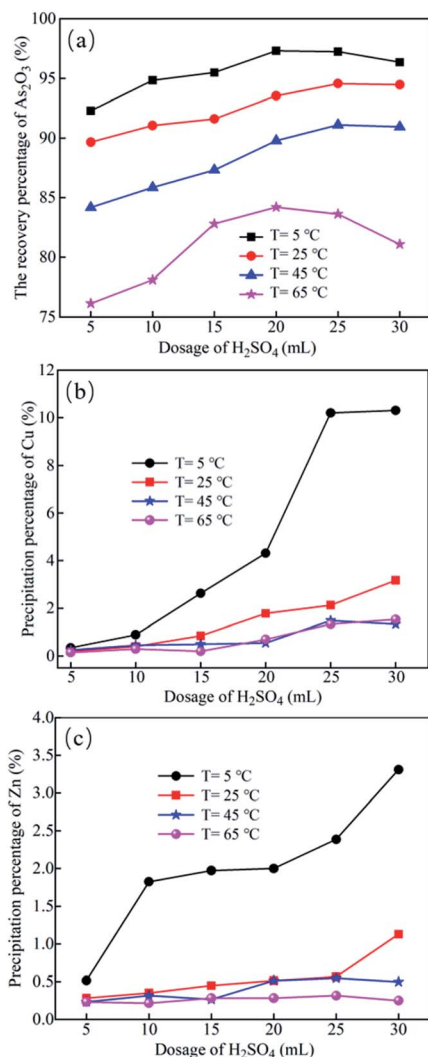 (a)
The recovery percentage of As₂O₃ (%)
100
95
90
85
80
75
T= 5 ℃
T= 25 ℃
T= 45 ℃
T= 65 ℃
5 10 15 20 25 30
Dosage of H₂SO₄ (mL)
(b)
Precipitation percentage of Cu (%)
12
10
8
6
4
2
0
T= 5 ℃
T= 25 ℃
T= 45 ℃
T= 65 ℃
5 10 15 20 25 30
Dosage of H₂SO₄ (mL)
(c)
Precipitation percentage of Zn (%)
4.0
3.5
3.0
2.5
2.0
1.5
1.0
0.5
0.0
T= 5 ℃
T= 25 ℃
T= 45 ℃
T= 65 ℃
5 10 15 20 25 30
Dosage of H₂SO₄ (mL)